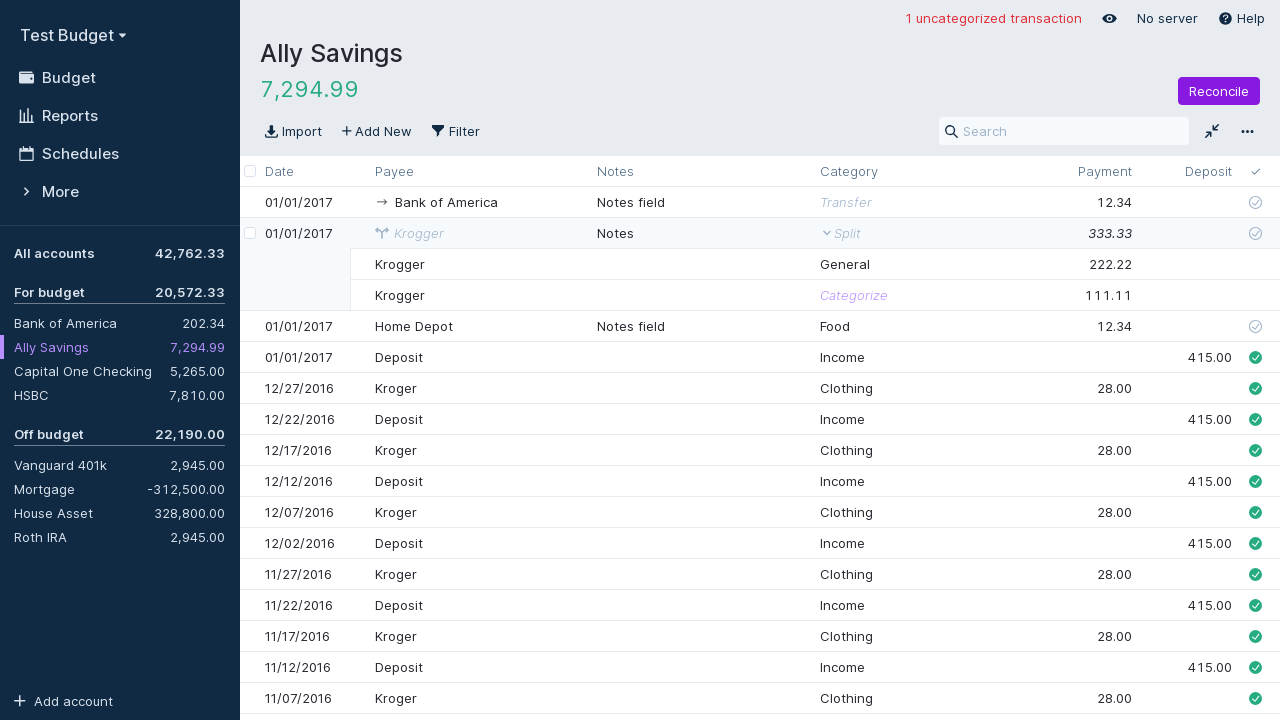 Test Budget
Budget
Reports
Schedules
More
All accounts 42,762.33
For budget 20,572.33
Bank of America 202.34
Ally Savings 7,294.99
Capital One Checking 5,265.00
HSBC 7,810.00
Off budget 22,190.00
Vanguard 401k 2,945.00
Mortgage -312,500.00
House Asset 328,800.00
Roth IRA 2,945.00
Add account
1 uncategorized transaction No server Help
Ally Savings
7,294.99
Reconcile
Import Add New Filter Search
Date Payee Notes Category Payment Deposit
01/01/2017 Bank of America Notes field Transfer 12.34
01/01/2017 Krogger Notes Split 333.33
Krogger General 222.22
Krogger Categorize 111.11
01/01/2017 Home Depot Notes field Food 12.34
01/01/2017 Deposit Income 415.00
12/27/2016 Kroger Clothing 28.00
12/22/2016 Deposit Income 415.00
12/17/2016 Kroger Clothing 28.00
12/12/2016 Deposit Income 415.00
12/07/2016 Kroger Clothing 28.00
12/02/2016 Deposit Income 415.00
11/27/2016 Kroger Clothing 28.00
11/22/2016 Deposit Income 415.00
11/17/2016 Kroger Clothing 28.00
11/12/2016 Deposit Income 415.00
11/07/2016 Kroger Clothing 28.00